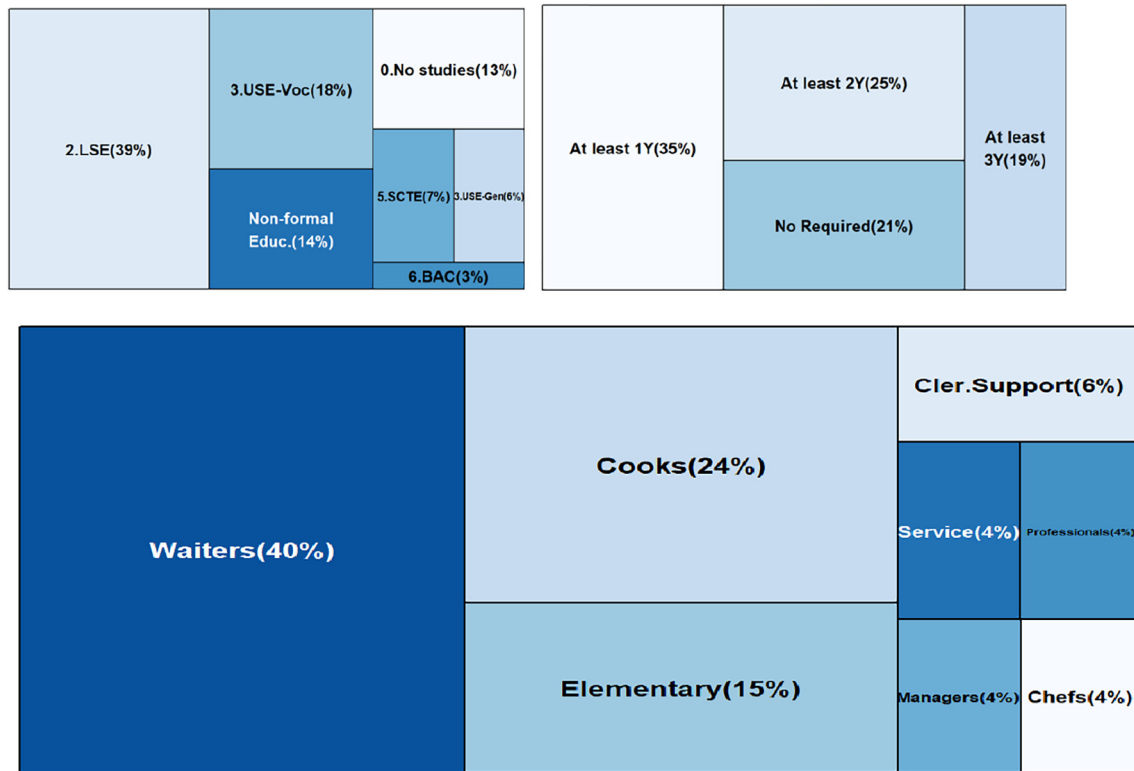 2.LSE(39%)
3.USE-Voc(18%)
Non-formal
Educ.(14%)
0.No studies(13%)
5.SCTE(7%)
3.USE-Gen(6%)
6.BAC(3%)
At least 1Y(35%)
At least 2Y(25%)
No Required(21%)
At least
3Y(19%)
Waiters(40%)
Cooks(24%)
Elementary(15%)
Cler.Support(6%)
Service(4%)
Professionals(4%)
Managers(4%)
Chefs(4%)